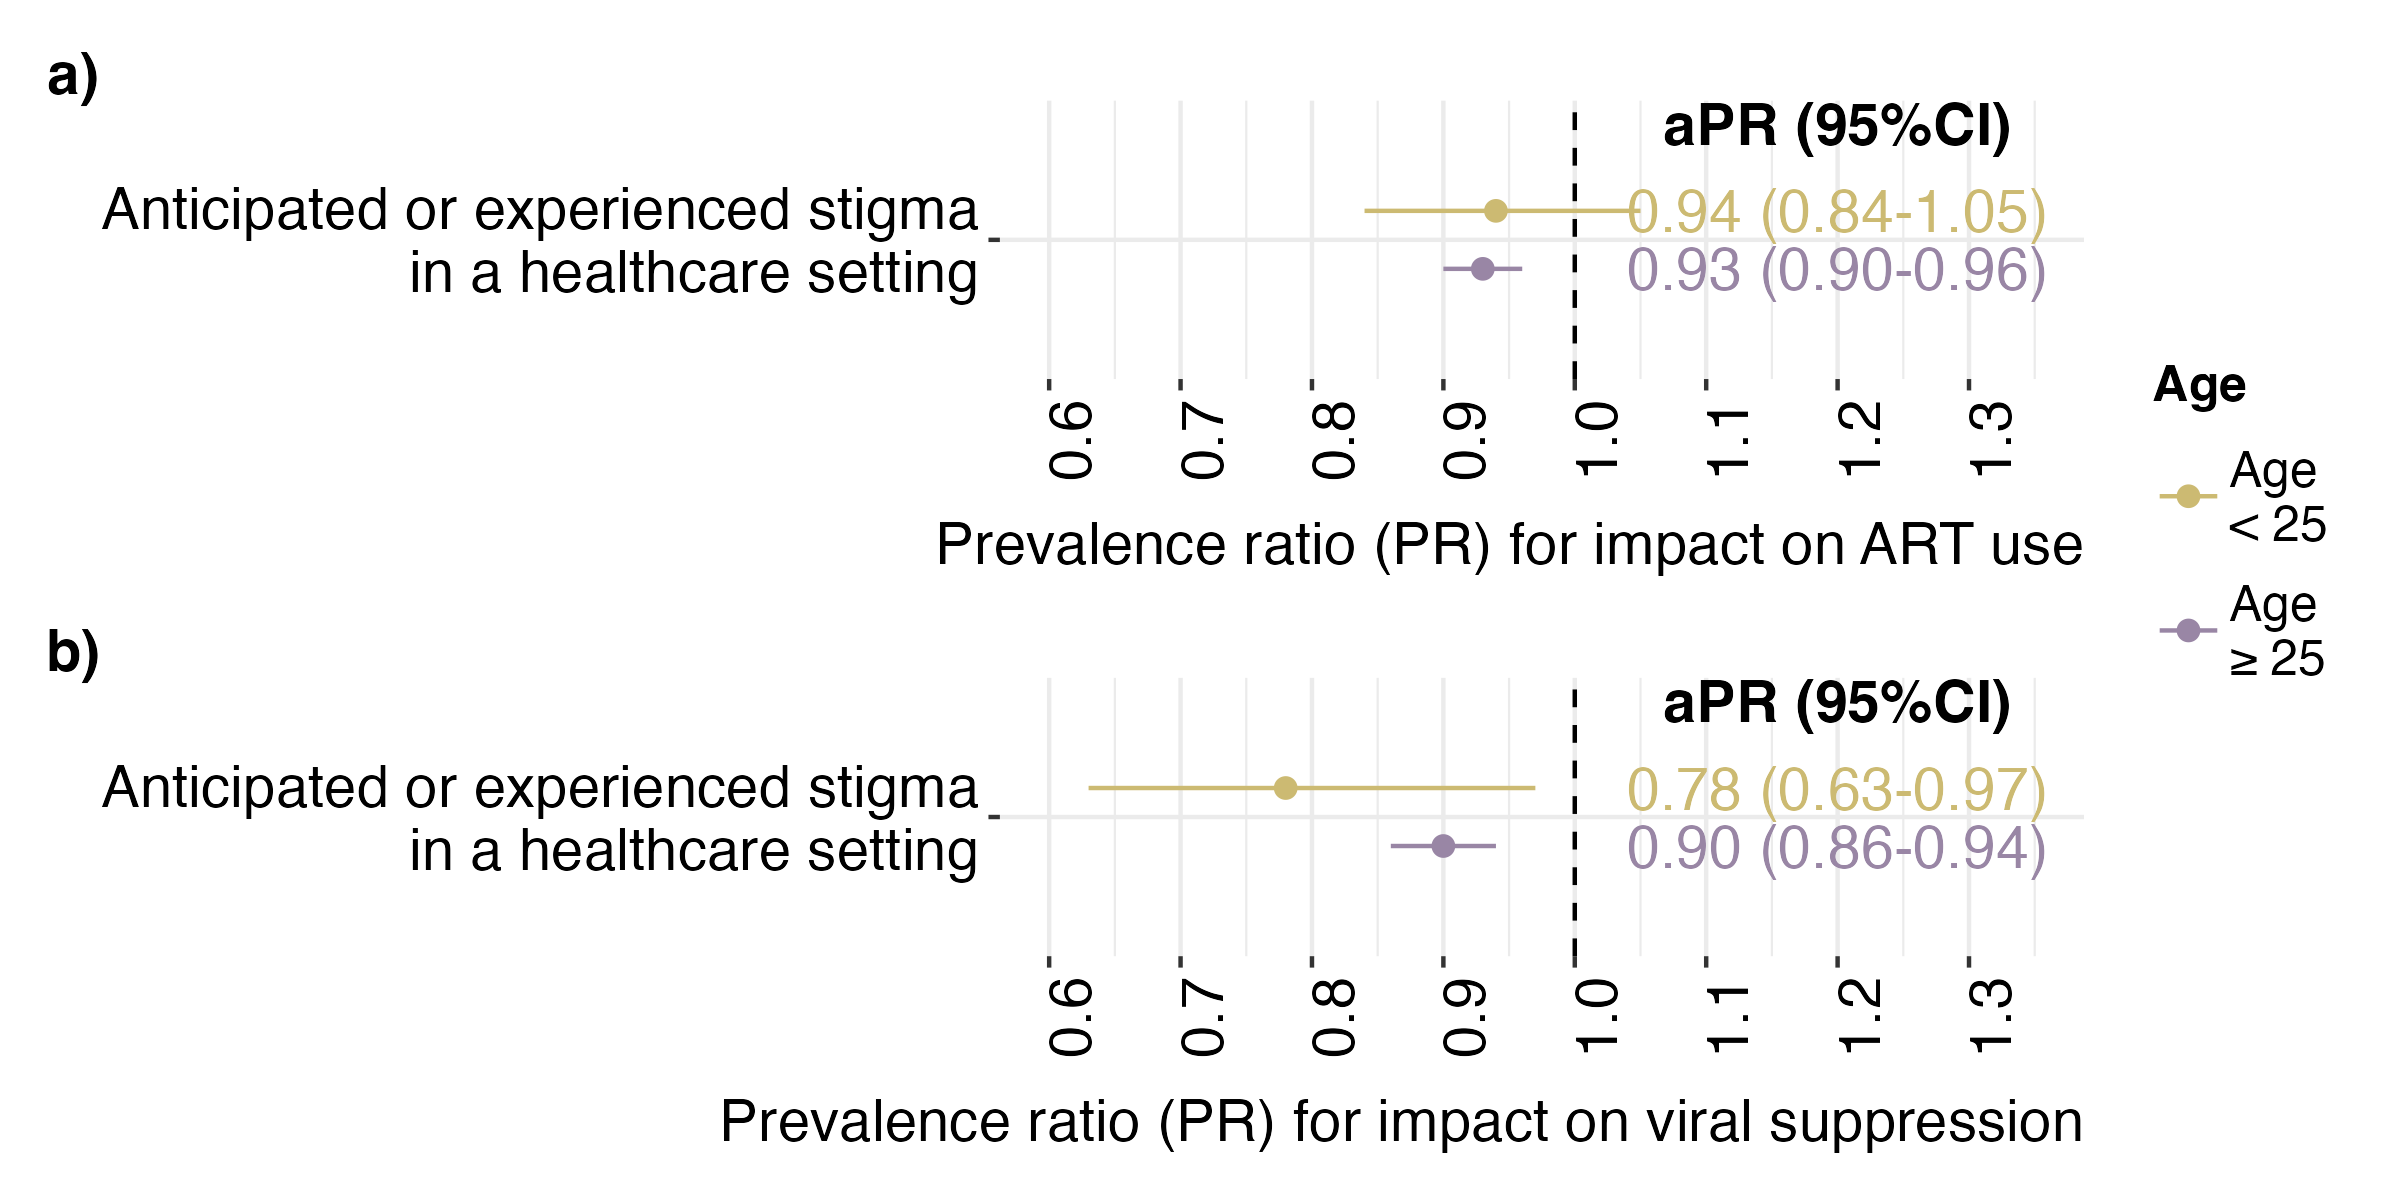 a)
aPR (95%CI)
Anticipated or experienced stigma
in a healthcare setting
0.94 (0.84-1.05)
0.93 (0.90-0.96)
0.6
0.7
0.8
0.9
1.0
1.1
1.2
1.3
Prevalence ratio (PR) for impact on ART use
Age
Age
< 25
Age
≥ 25
b)
aPR (95%CI)
Anticipated or experienced stigma
in a healthcare setting
0.78 (0.63-0.97)
0.90 (0.86-0.94)
0.6
0.7
0.8
0.9
1.0
1.1
1.2
1.3
Prevalence ratio (PR) for impact on viral suppression